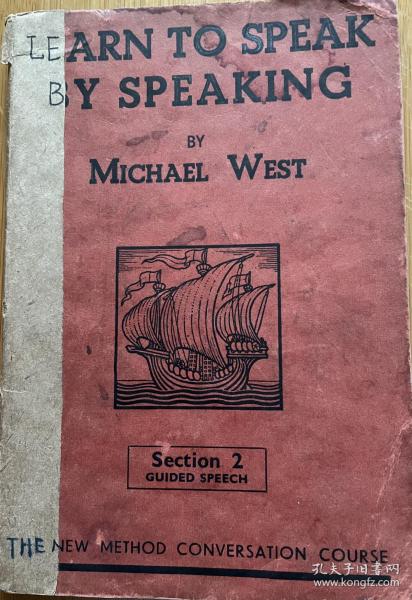 LEARN TO SPEAK
BY SPEAKING
BY
MICHAEL WEST
Section 2
GUIDED SPEECH
THE NEW METHOD CONVERSATION COURSE
孔夫子旧书网
kongfz.com